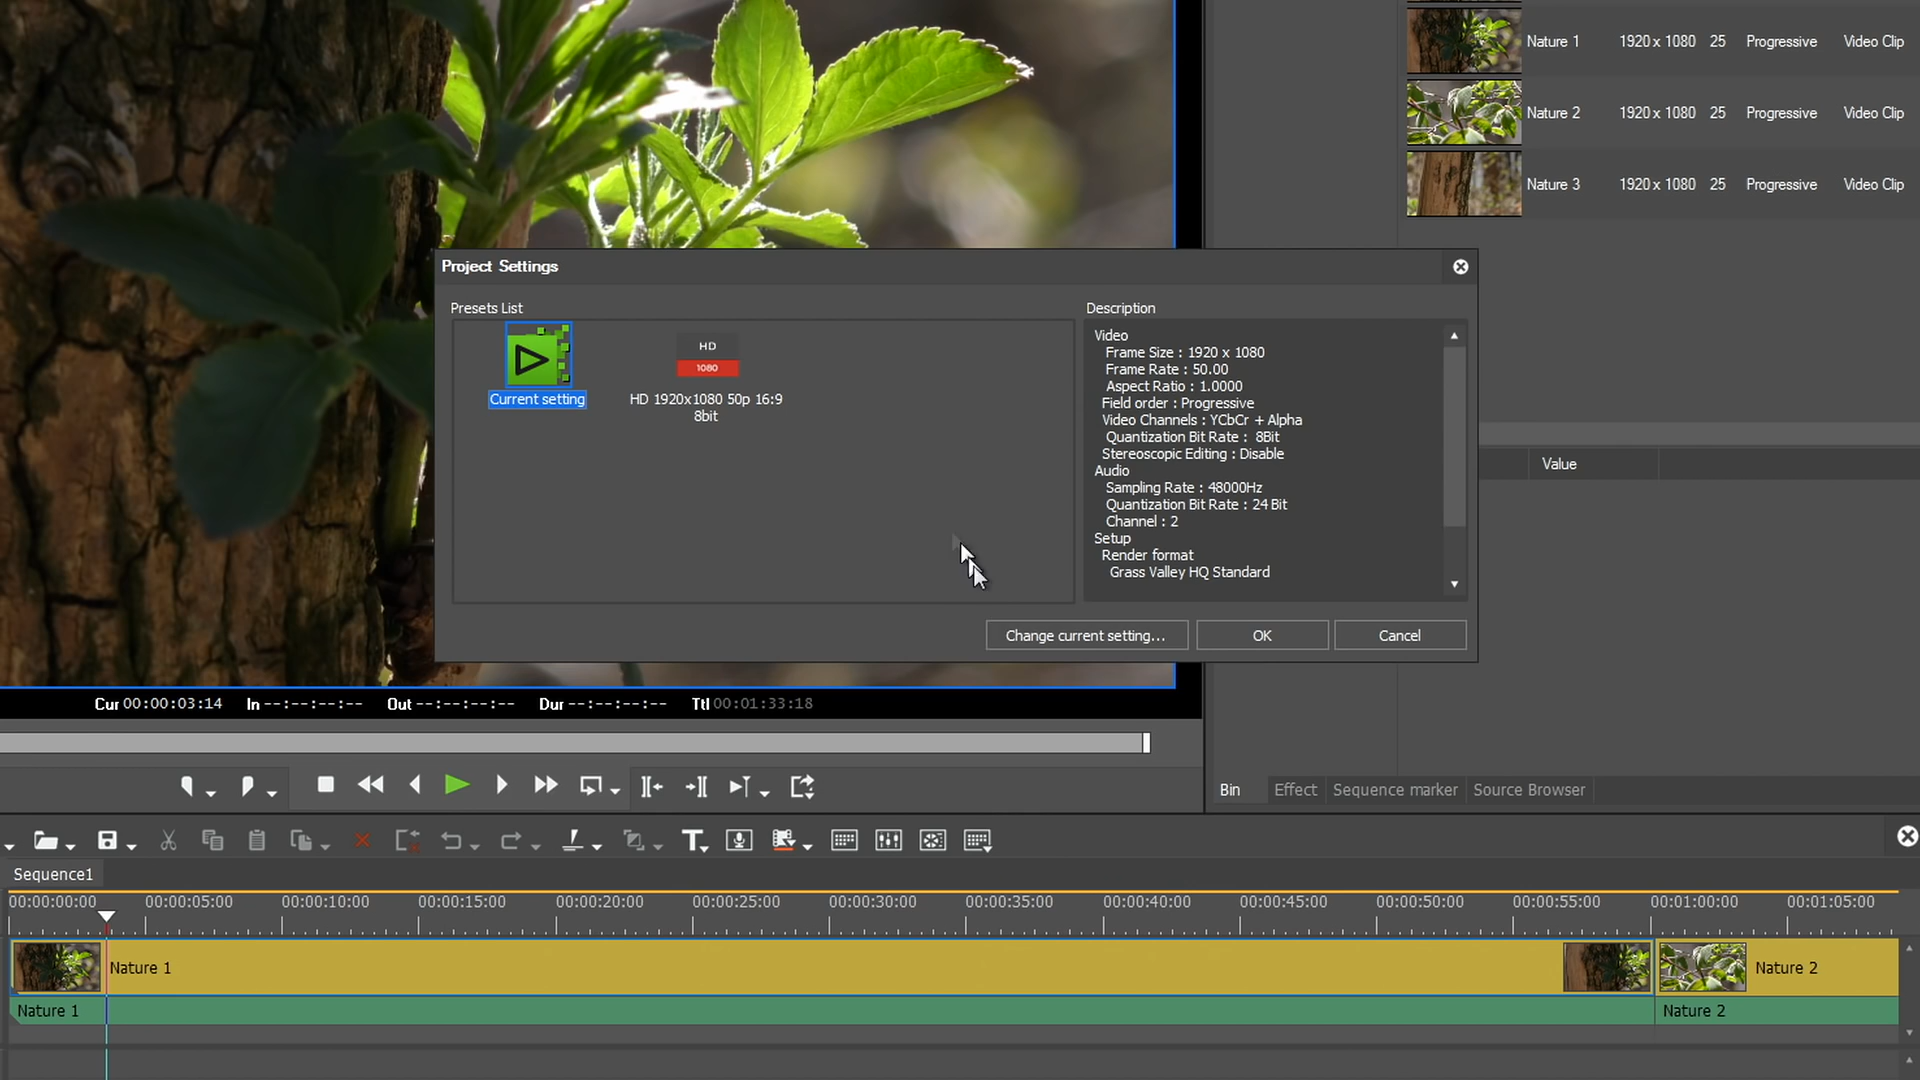 Nature 1 1920 x 1080 25 Progressive Video Clip
Nature 2 1920 x 1080 25 Progressive Video Clip
Nature 3 1920 x 1080 25 Progressive Video Clip
Project Settings
Presets List
Current setting
HD
1080
HD 1920x1080 50p 16:9
8bit
Description
Video
Frame Size : 1920 x 1080
Frame Rate : 50.00
Aspect Ratio : 1.0000
Field order : Progressive
Video Channels : YCbCr + Alpha
Quantization Bit Rate : 8Bit
Stereoscopic Editing : Disable
Audio
Sampling Rate : 48000Hz
Quantization Bit Rate : 24 Bit
Channel : 2
Setup
Render format
Grass Valley HQ Standard
Change current setting...
OK
Cancel
Value
Cur 00:00:03:14 In --:--:--:-- Out --:--:--:-- Dur --:--:--:-- Ttl 00:01:33:18
Bin Effect Sequence marker Source Browser
Sequence1
00:00:00:00 00:00:05:00 00:00:10:00 00:00:15:00 00:00:20:00 00:00:25:00 00:00:30:00 00:00:35:00 00:00:40:00 00:00:45:00 00:00:50:00 00:00:55:00 00:01:00:00 00:01:05:00
Nature 1 Nature 2
Nature 1 Nature 2